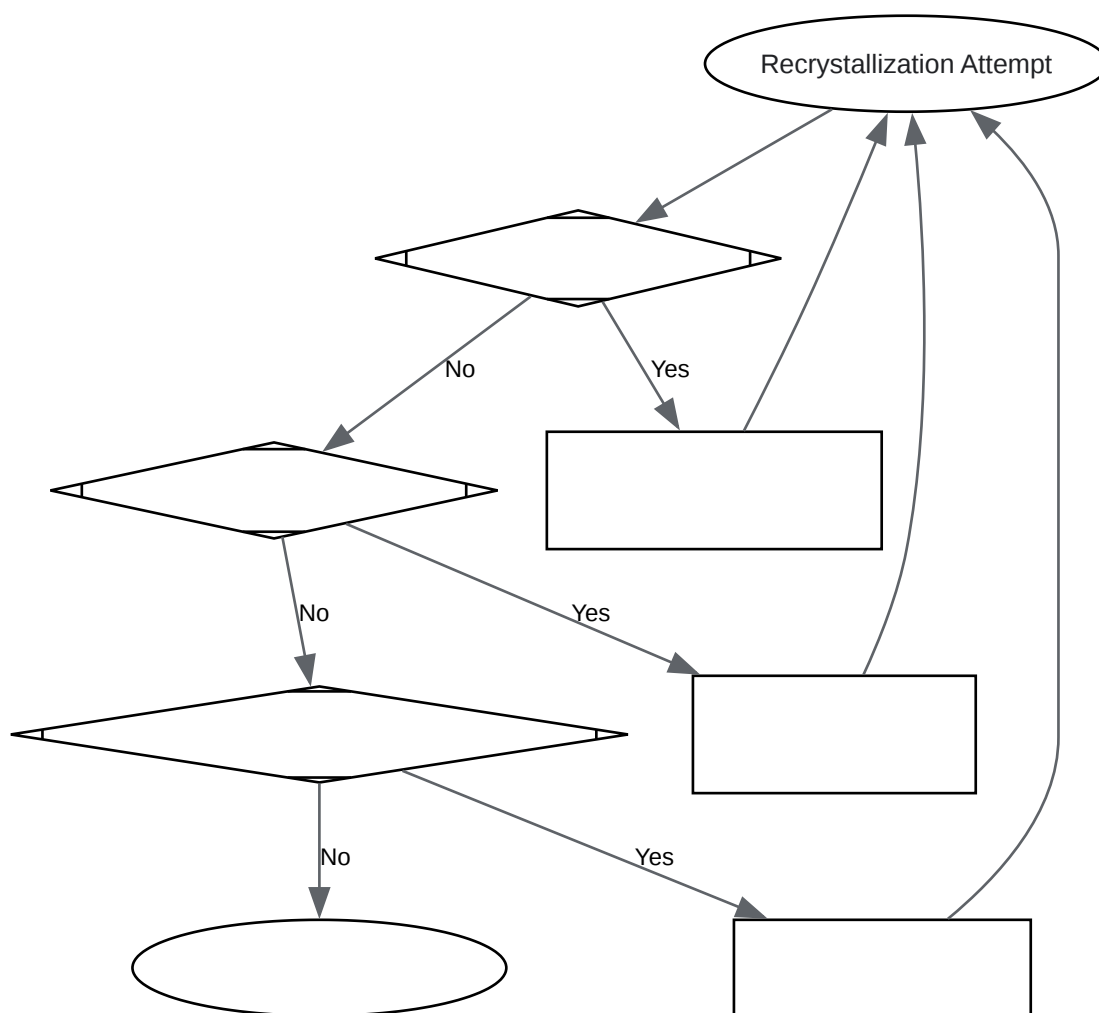 Recrystallization Attempt
No
Yes
No
Yes
No
Yes